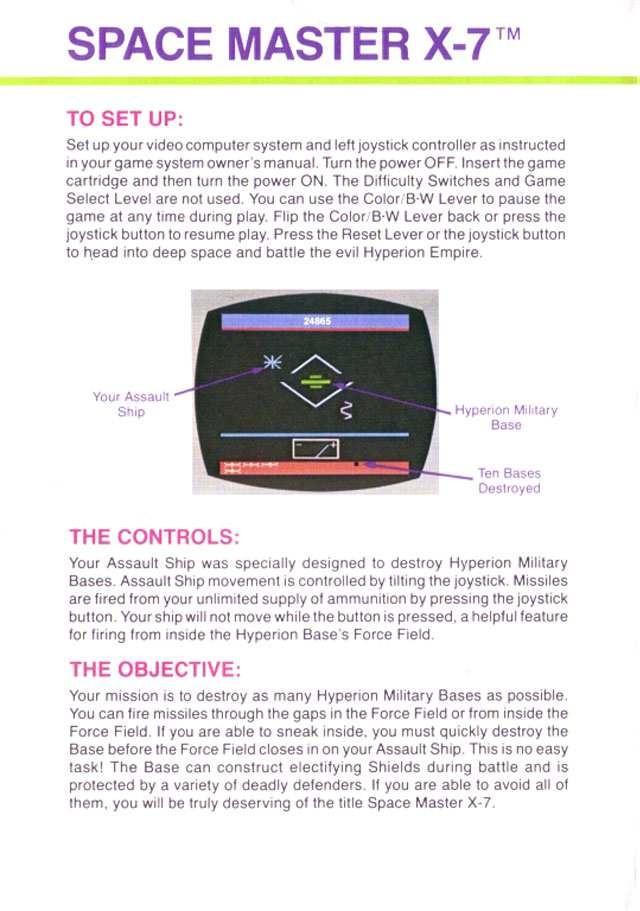 SPACE MASTER X-7™
TO SET UP:
Set up your video computer system and left joystick controller as instructed
in your game system owner's manual. Turn the power OFF. Insert the game
cartridge and then turn the power ON. The Difficulty Switches and Game
Select Level are not used. You can use the Color/B-W Lever to pause the
game at any time during play. Flip the Color/B-W Lever back or press the
joystick button to resume play. Press the Reset Lever or the joystick button
to head into deep space and battle the evil Hyperion Empire.
24865
Your Assault
Ship
Hyperion Military
Base
- +
Ten Bases
Destroyed
THE CONTROLS:
Your Assault Ship was specially designed to destroy Hyperion Military
Bases. Assault Ship movement is controlled by tilting the joystick. Missiles
are fired from your unlimited supply of ammunition by pressing the joystick
button. Your ship will not move while the button is pressed, a helpful feature
for firing from inside the Hyperion Base's Force Field.
THE OBJECTIVE:
Your mission is to destroy as many Hyperion Military Bases as possible.
You can fire missiles through the gaps in the Force Field or from inside the
Force Field. If you are able to sneak inside, you must quickly destroy the
Base before the Force Field closes in on your Assault Ship. This is no easy
task! The Base can construct electifying Shields during battle and is
protected by a variety of deadly defenders. If you are able to avoid all of
them, you will be truly deserving of the title Space Master X-7.